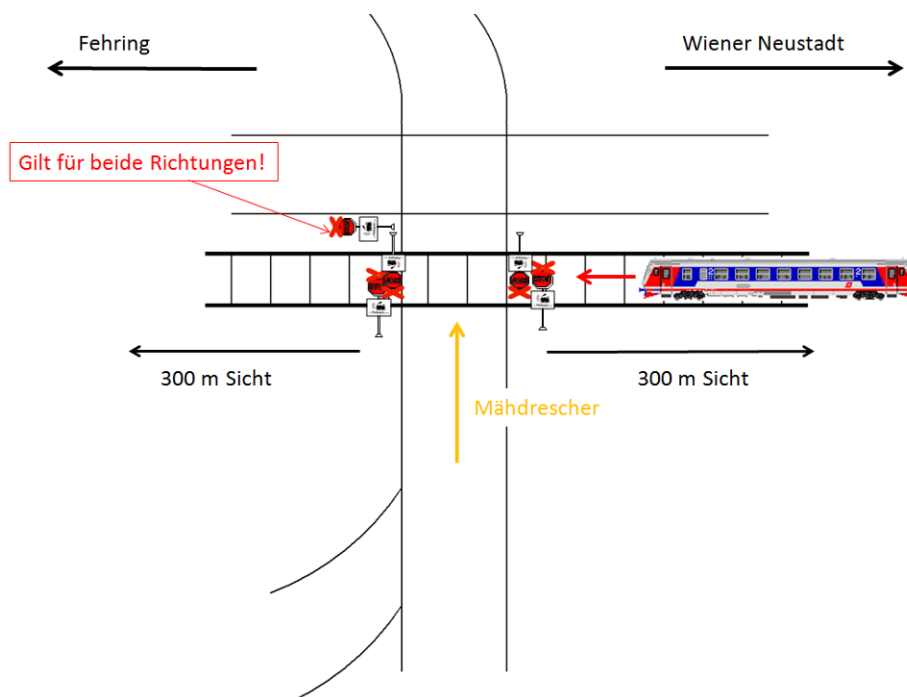 Fehring
Wiener Neustadt
Gilt für beide Richtungen!
300 m Sicht
300 m Sicht
Mähdrescher